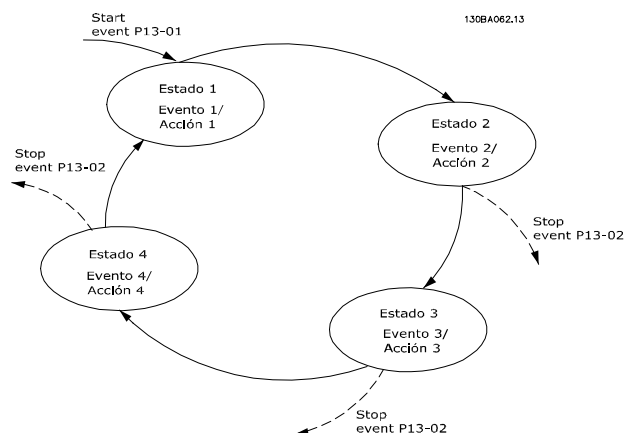 Start
event P13-01
130BA062.13
Estado 1
Evento 1/
Acción 1
Estado 2
Evento 2/
Acción 2
Stop
event P13-02
Stop
event P13-02
Estado 4
Evento 4/
Acción 4
Estado 3
Evento 3/
Acción 3
Stop
event P13-02